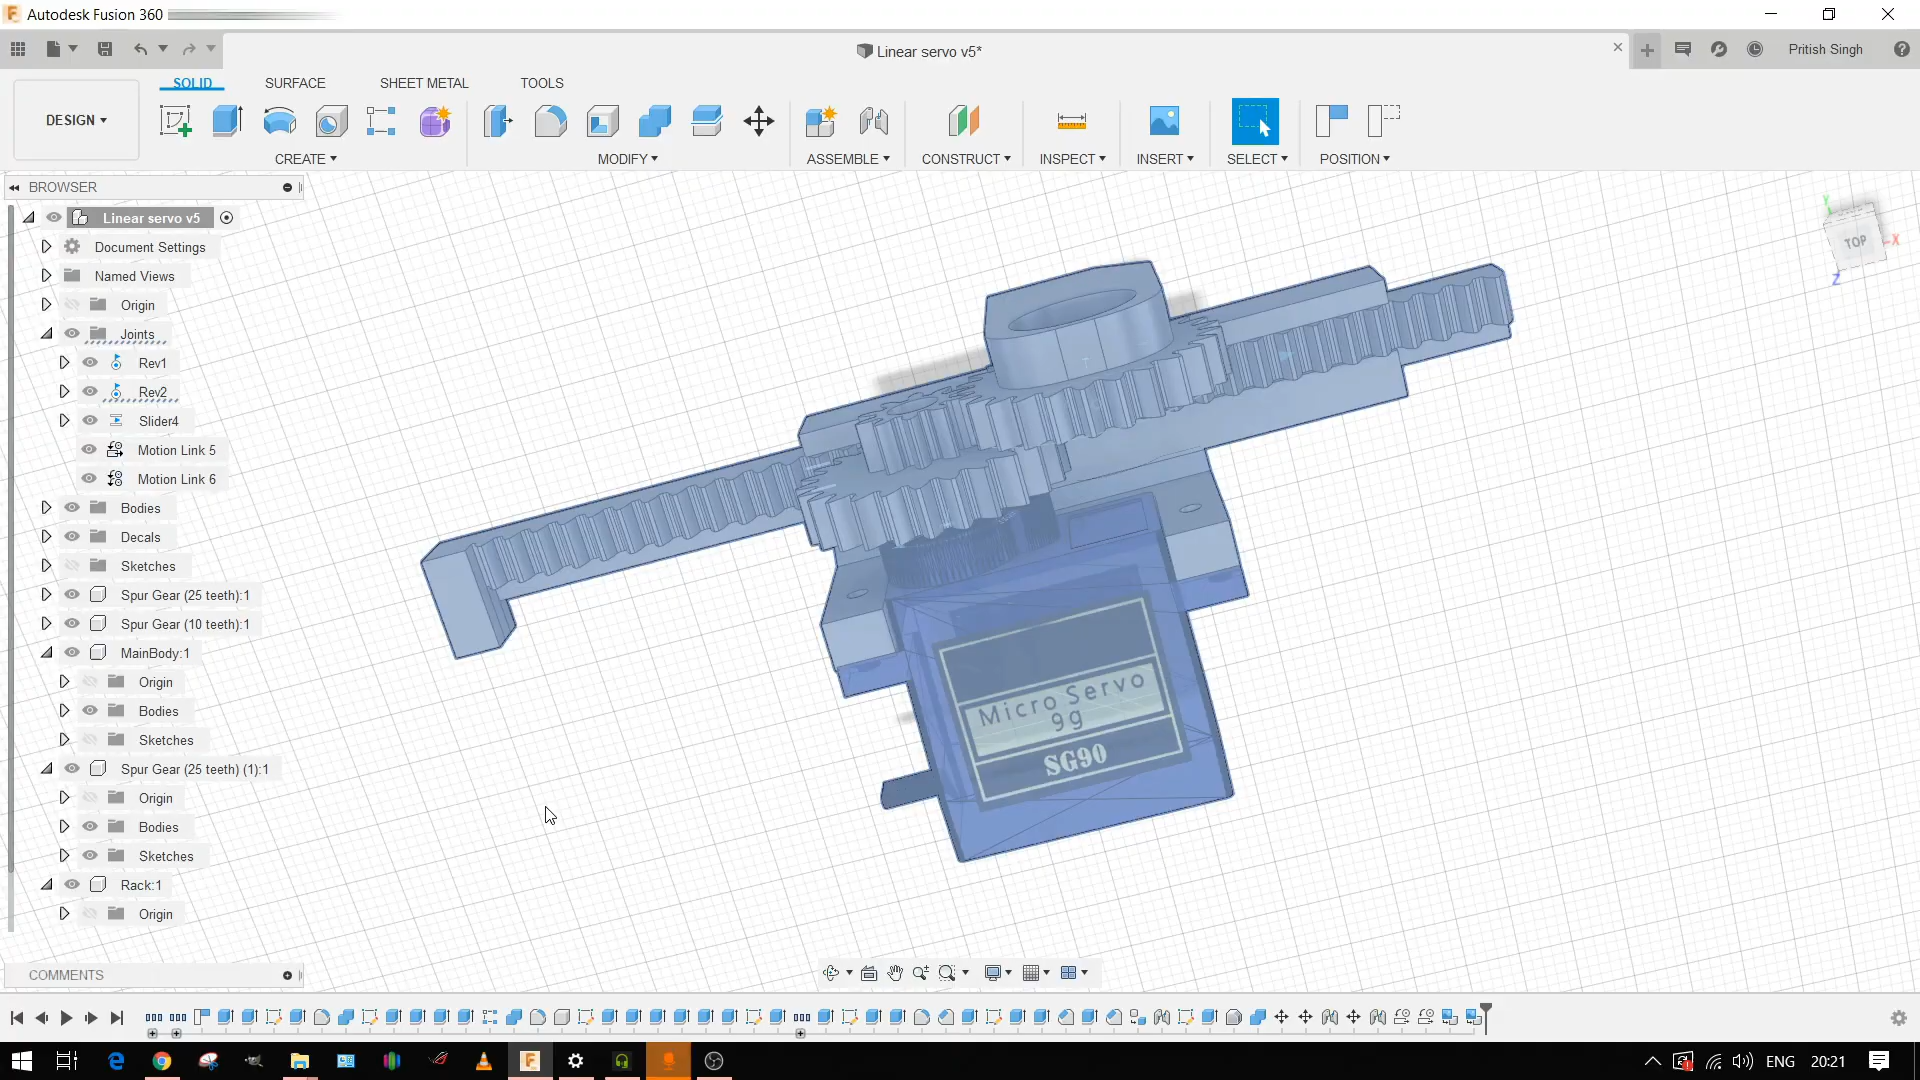 Autodesk Fusion 360
Linear servo v5*
Pritish Singh
DESIGN
SOLID
SURFACE
SHEET METAL
TOOLS
CREATE
MODIFY
ASSEMBLE
CONSTRUCT
INSPECT
INSERT
SELECT
POSITION
BROWSER
Linear servo v5
Document Settings
Named Views
Origin
Joints
Rev1
Rev2
Slider4
Motion Link 5
Motion Link 6
Bodies
Decals
Sketches
Spur Gear (25 teeth):1
Spur Gear (10 teeth):1
MainBody:1
Origin
Bodies
Sketches
Spur Gear (25 teeth) (1):1
Origin
Bodies
Sketches
Rack:1
Origin
Y
TOP
X
Z
Micro Servo
9g
SG90
COMMENTS
ENG
20:21